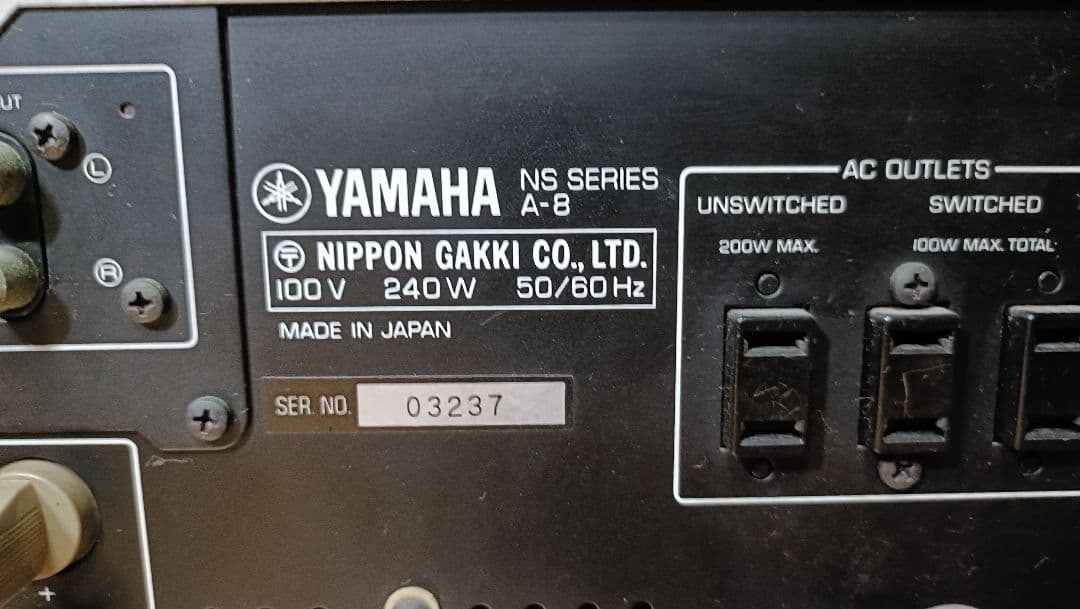 UT
L
R
YAMAHA
NS SERIES
A-8
NIPPON GAKKI CO., LTD.
100V 240W 50/60Hz
MADE IN JAPAN
SER. NO. 03237
AC OUTLETS
UNSWITCHED SWITCHED
200W MAX. 100W MAX. TOTAL
+